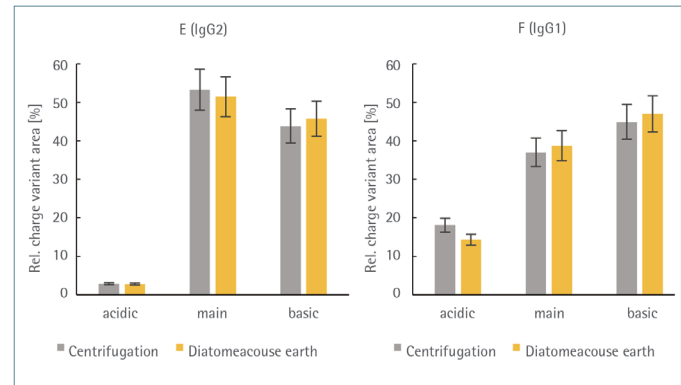 E (IgG2)
Rel. charge variant area [%]
60
50
40
30
20
10
0
acidic main basic
Centrifugation Diatomeacouse earth
F (IgG1)
Rel. charge variant area [%]
60
50
40
30
20
10
0
acidic main basic
Centrifugation Diatomeacouse earth